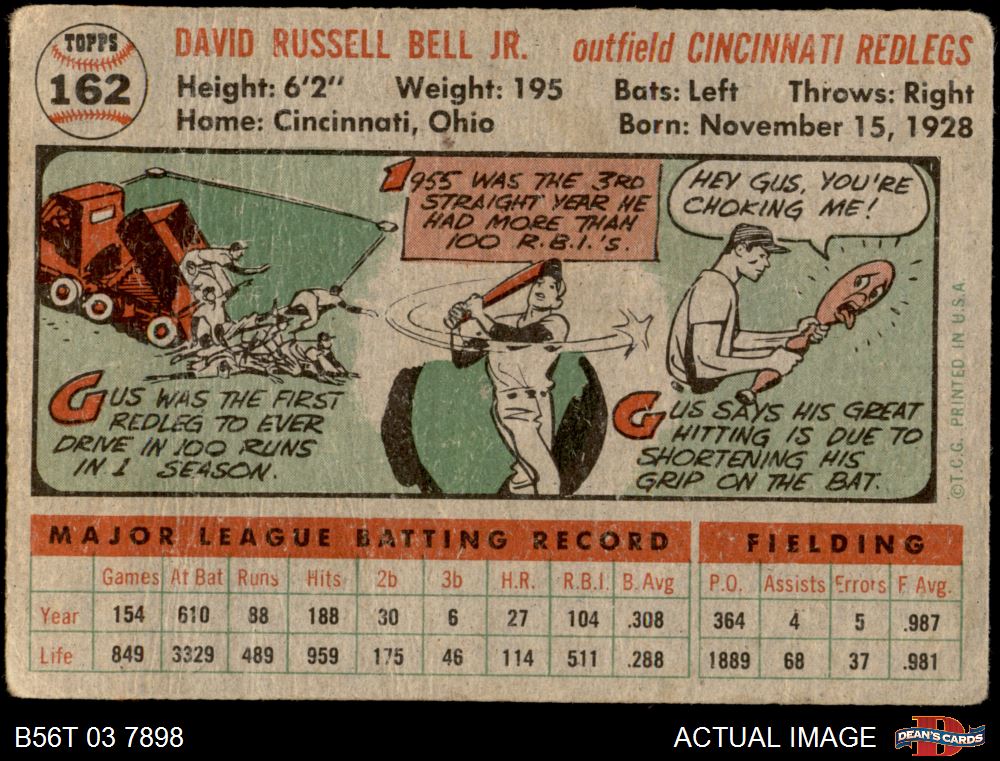 TOPPS
162
DAVID RUSSELL BELL JR. outfield CINCINNATI REDLEGS
Height: 6'2" Weight: 195 Bats: Left Throws: Right
Home: Cincinnati, Ohio Born: November 15, 1928
1955 WAS THE 3RD
STRAIGHT YEAR HE
HAD MORE THAN
100 R.B.I.'S.
HEY GUS, YOU'RE
CHOKING ME!
GUS WAS THE FIRST
REDLEG TO EVER
DRIVE IN 100 RUNS
IN 1 SEASON.
GUS SAYS HIS GREAT
HITTING IS DUE TO
SHORTENING HIS
GRIP ON THE BAT.
©T.C.G. PRINTED IN U.S.A.
MAJOR LEAGUE BATTING RECORD FIELDING
Games At Bat Runs Hits 2b 3b H.R. R.B.I. B. Avg P.O. Assists Errors F. Avg.
Year 154 610 88 188 30 6 27 104 .308 364 4 5 .987
Life 849 3329 489 959 175 46 114 511 .288 1889 68 37 .981
B56T 03 7898 ACTUAL IMAGE DEAN'S CARDS